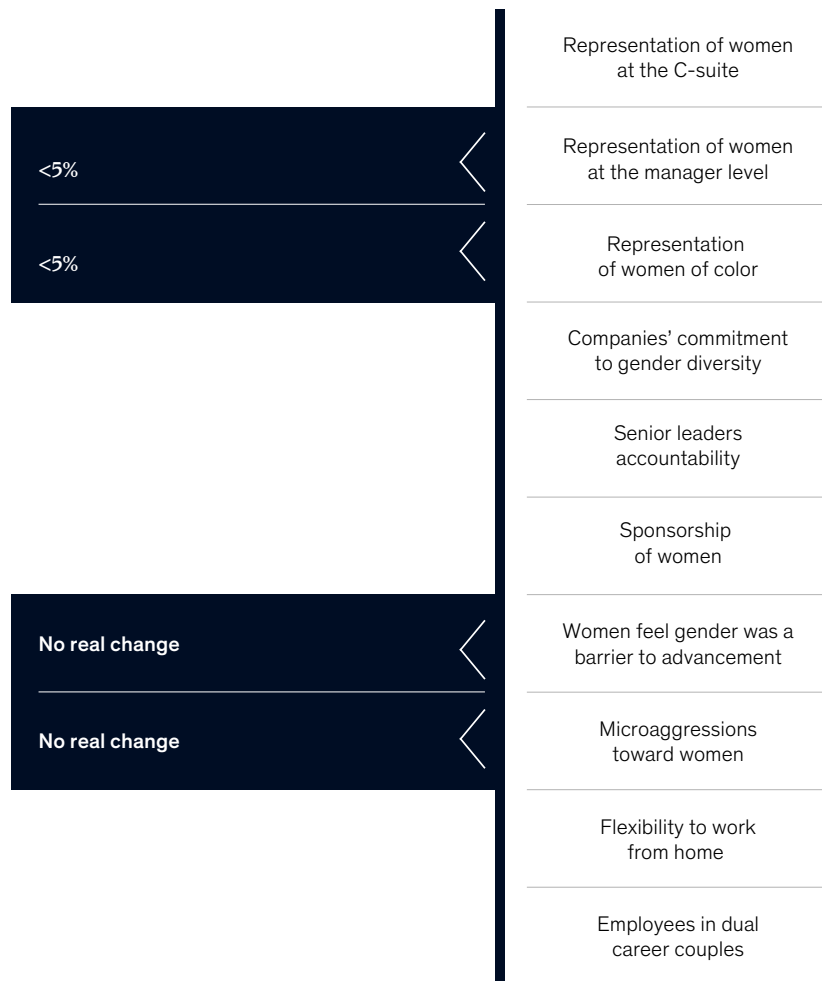 Representation of women
at the C-suite
<5%
Representation of women
at the manager level
<5%
Representation
of women of color
Companies’ commitment
to gender diversity
Senior leaders
accountability
Sponsorship
of women
No real change
Women feel gender was a
barrier to advancement
No real change
Microaggressions
toward women
Flexibility to work
from home
Employees in dual
career couples